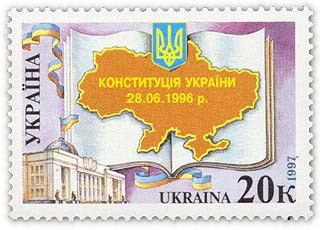 УКРАЇНА
КОНСТИТУЦІЯ УКРАЇНИ
28.06.1996 р.
1997
UKRAINA 20к